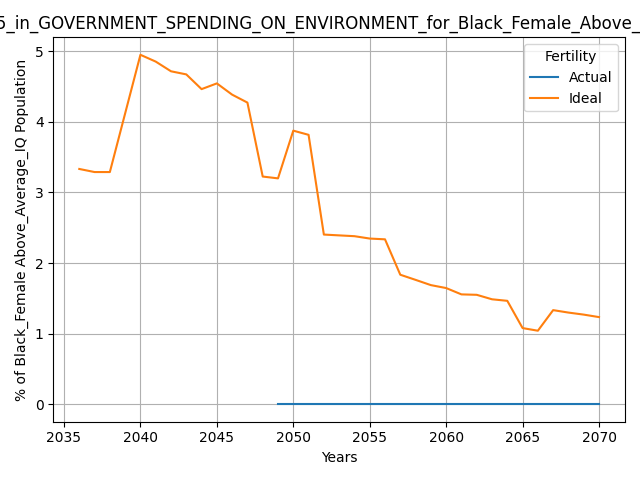 5_in_GOVERNMENT_SPENDING_ON_ENVIRONMENT_for_Black_Female_Above_
Fertility
Actual
Ideal
% of Black_Female Above_Average_IQ Population
5
4
3
2
1
0
2035 2040 2045 2050 2055 2060 2065 2070
Years